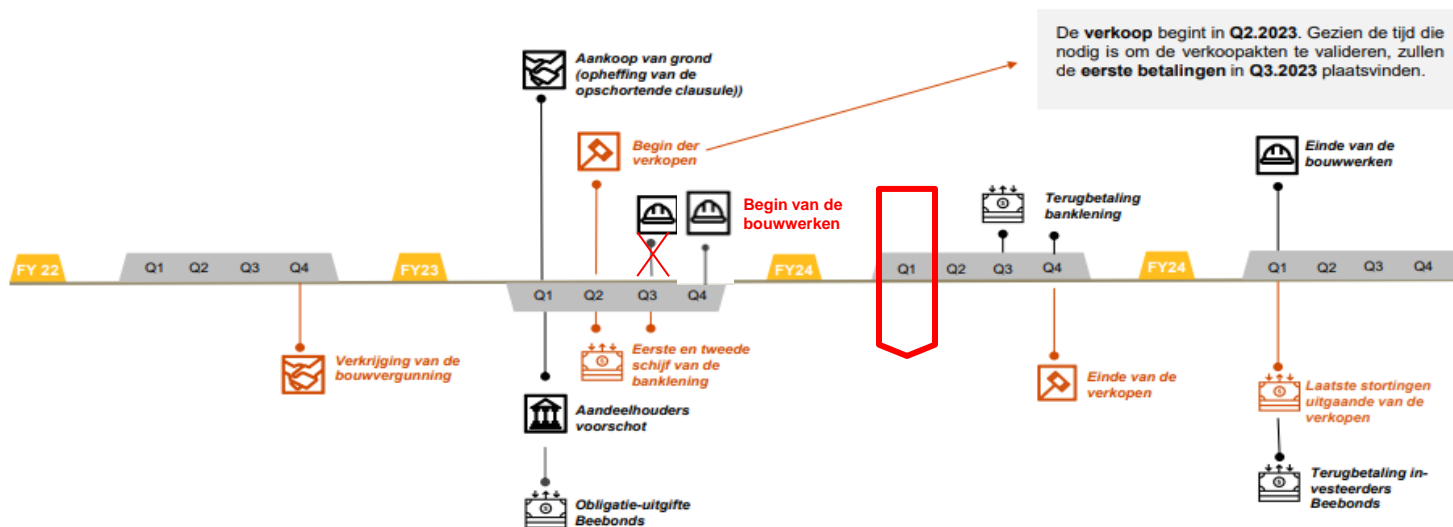 De verkoop begint in Q2.2023. Gezien de tijd die
nodig is om de verkoopakten te valideren, zullen
de eerste betalingen in Q3.2023 plaatsvinden.
Aankoop van grond
(opheffing van de
opschortende clausule))
Begin der
verkopen
Begin van de
bouwwerken
Terugbetaling
banklening
Einde van de
bouwwerken
FY 22
Q1 Q2 Q3 Q4
FY23
Q1 Q2 Q3 Q4
FY24
Q1 Q2 Q3 Q4
FY24
Q1 Q2 Q3 Q4
Verkrijging van de
bouwvergunning
Eerste en tweede
schijf van de
banklening
Einde van de
verkopen
Laatste stortingen
uitgaande van de
verkopen
Aandeelhouders
voorschot
Obligatie-uitgifte
Beebonds
Terugbetaling in-
vesteerders
Beebonds